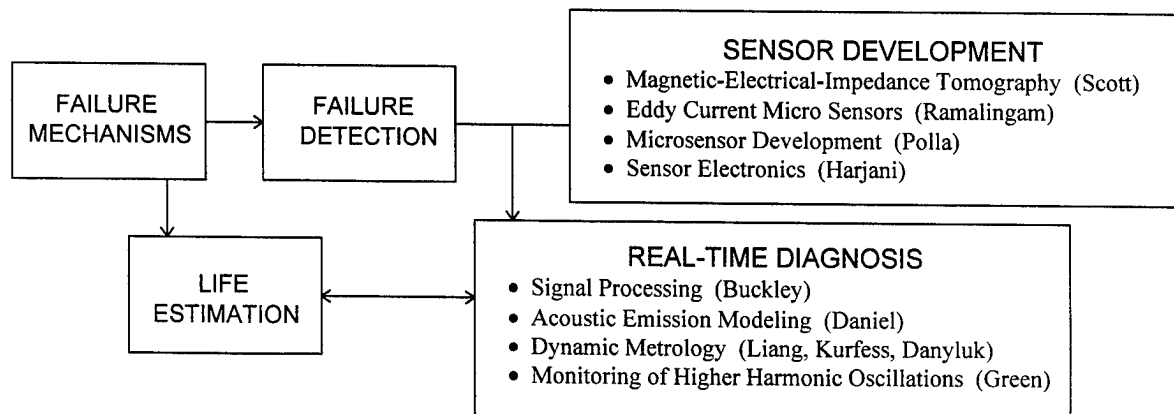 FAILURE
MECHANISMS
FAILURE
DETECTION
SENSOR DEVELOPMENT
• Magnetic-Electrical-Impedance Tomography (Scott)
• Eddy Current Micro Sensors (Ramalingam)
• Microsensor Development (Polla)
• Sensor Electronics (Harjani)
LIFE
ESTIMATION
REAL-TIME DIAGNOSIS
• Signal Processing (Buckley)
• Acoustic Emission Modeling (Daniel)
• Dynamic Metrology (Liang, Kurfess, Danyluk)
• Monitoring of Higher Harmonic Oscillations (Green)